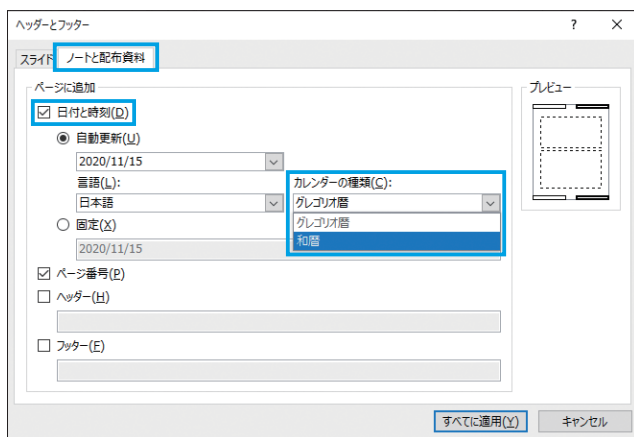 ヘッダーとフッター ? ×
スライド ノートと配布資料
ページに追加 プレビュー
日付と時刻(D)
自動更新(U)
2020/11/15
言語(L): カレンダーの種類(C):
日本語 グレゴリオ暦
固定(X) グレゴリオ暦
和暦
2020/11/15
ページ番号(P)
ヘッダー(H)
フッター(F)
すべてに適用(Y) キャンセル